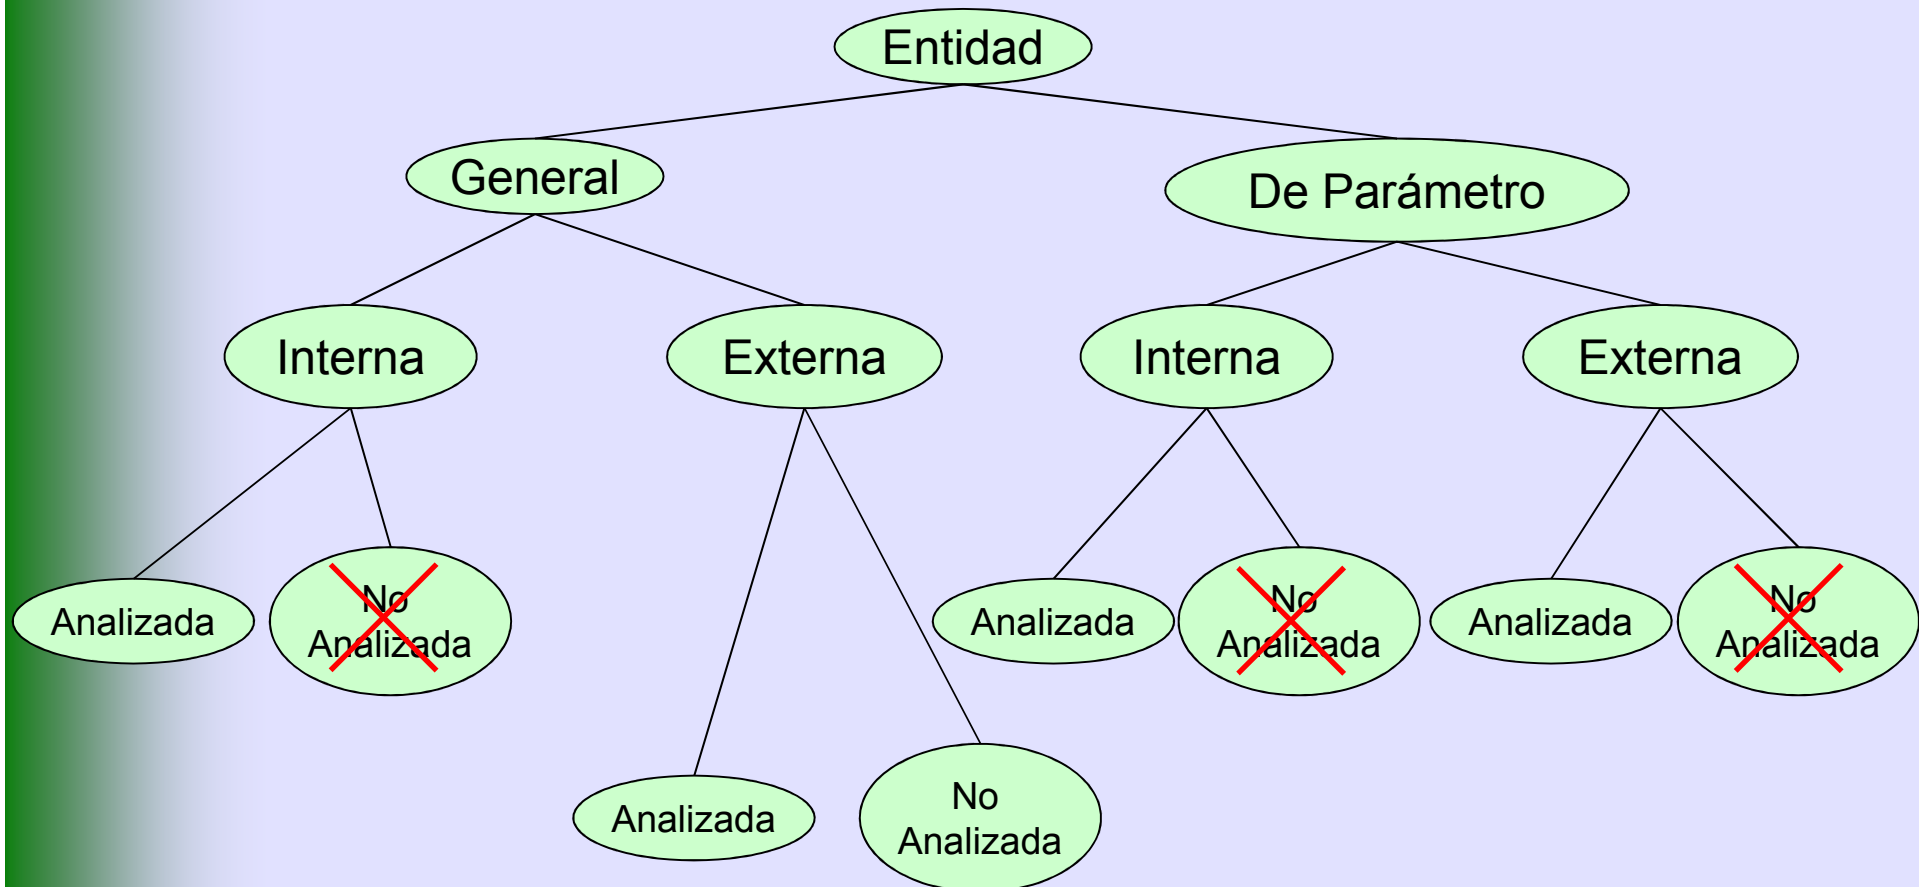 Entidad
General
De Parámetro
Interna
Externa
Interna
Externa
Analizada
No
Analizada
Analizada
No
Analizada
Analizada
No
Analizada
Analizada
No
Analizada